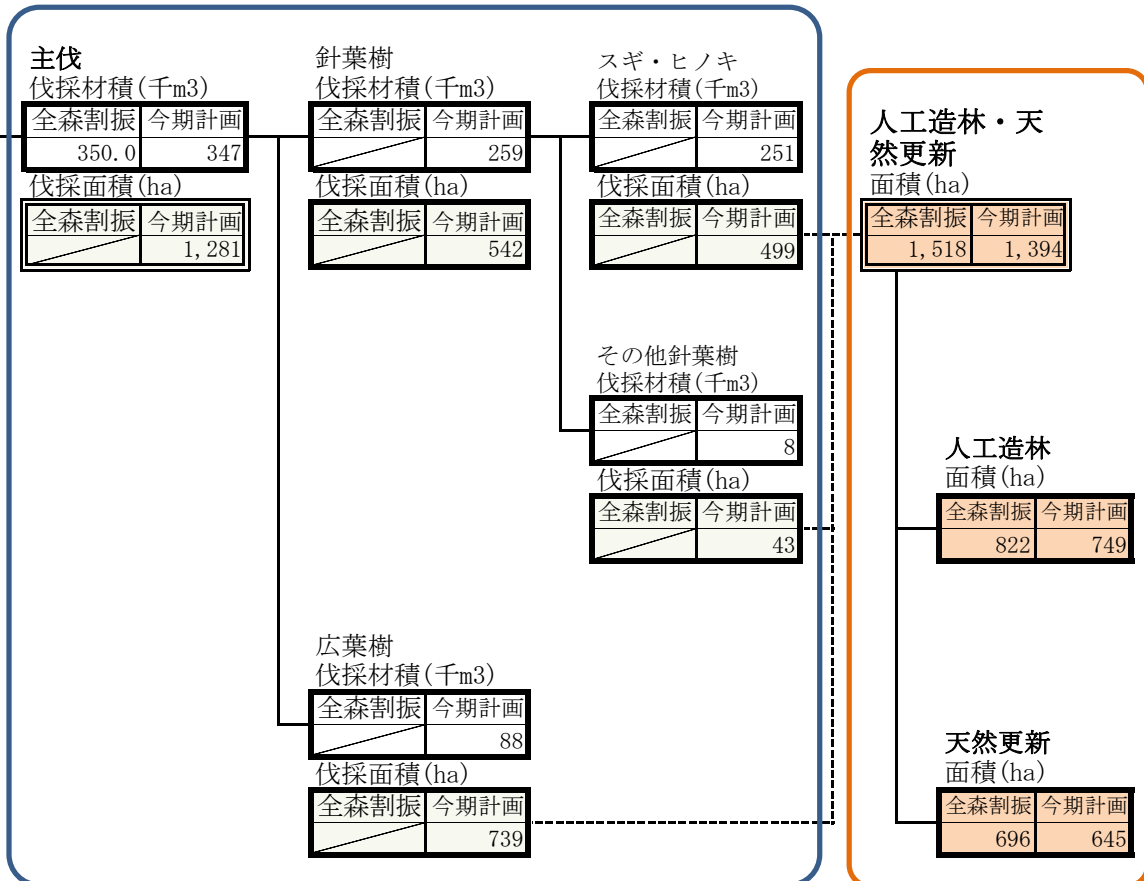 主伐
伐採材積(千m3)
全森割振 今期計画
350.0 347
伐採面積(ha)
全森割振 今期計画
1,281
針葉樹
伐採材積(千m3)
全森割振 今期計画
259
伐採面積(ha)
全森割振 今期計画
542
スギ・ヒノキ
伐採材積(千m3)
全森割振 今期計画
251
伐採面積(ha)
全森割振 今期計画
499
その他針葉樹
伐採材積(千m3)
全森割振 今期計画
8
伐採面積(ha)
全森割振 今期計画
43
広葉樹
伐採材積(千m3)
全森割振 今期計画
88
伐採面積(ha)
全森割振 今期計画
739
人工造林・天
然更新
面積(ha)
全森割振 今期計画
1,518 1,394
人工造林
面積(ha)
全森割振 今期計画
822 749
天然更新
面積(ha)
全森割振 今期計画
696 645